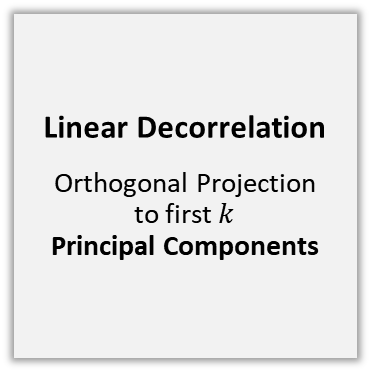 Linear Decorrelation
Orthogonal Projection
to first k
Principal Components